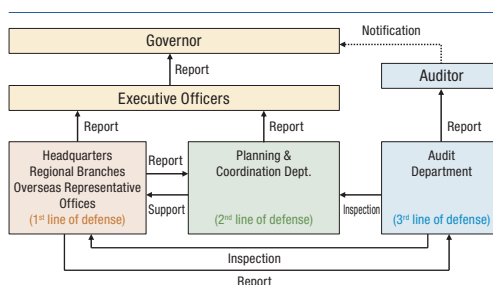 Notification
Governor
Report
Auditor
Executive Officers
Report
Report
Report
Headquarters
Regional Branches
Overseas Representative
Offices
(1st line of defense)
Report
Support
Planning &
Coordination Dept.
(2nd line of defense)
Inspection
Audit
Department
(3rd line of defense)
Inspection
Report